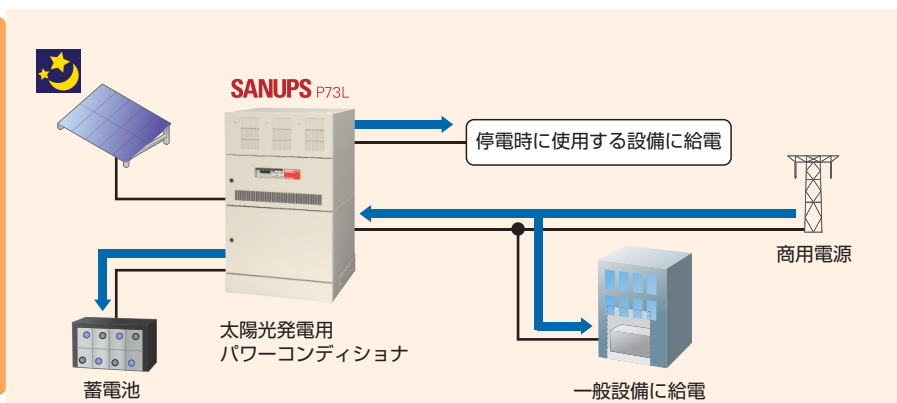 SANUPS P73L
停電時に使用する設備に給電
商用電源
太陽光発電用
パワーコンディショナ
蓄電池
一般設備に給電